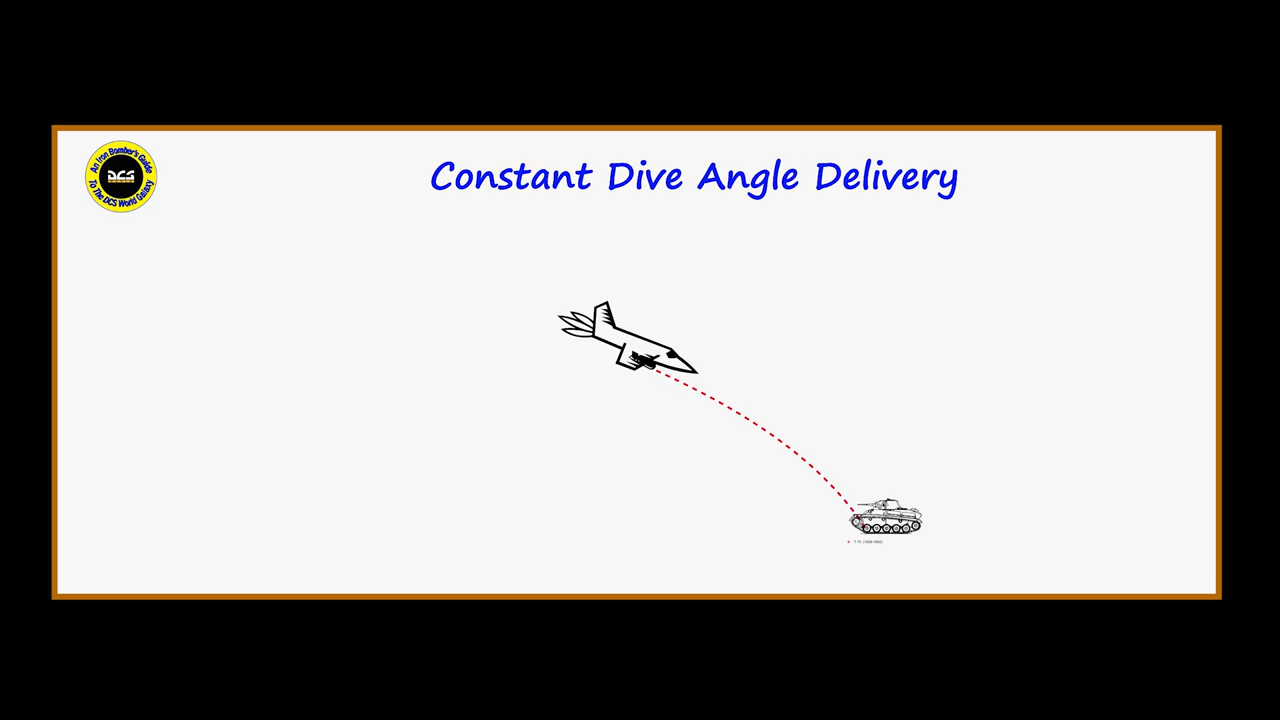 An Iron Bomber's Guide
To The DCS World Galaxy
DCS
Constant Dive Angle Delivery